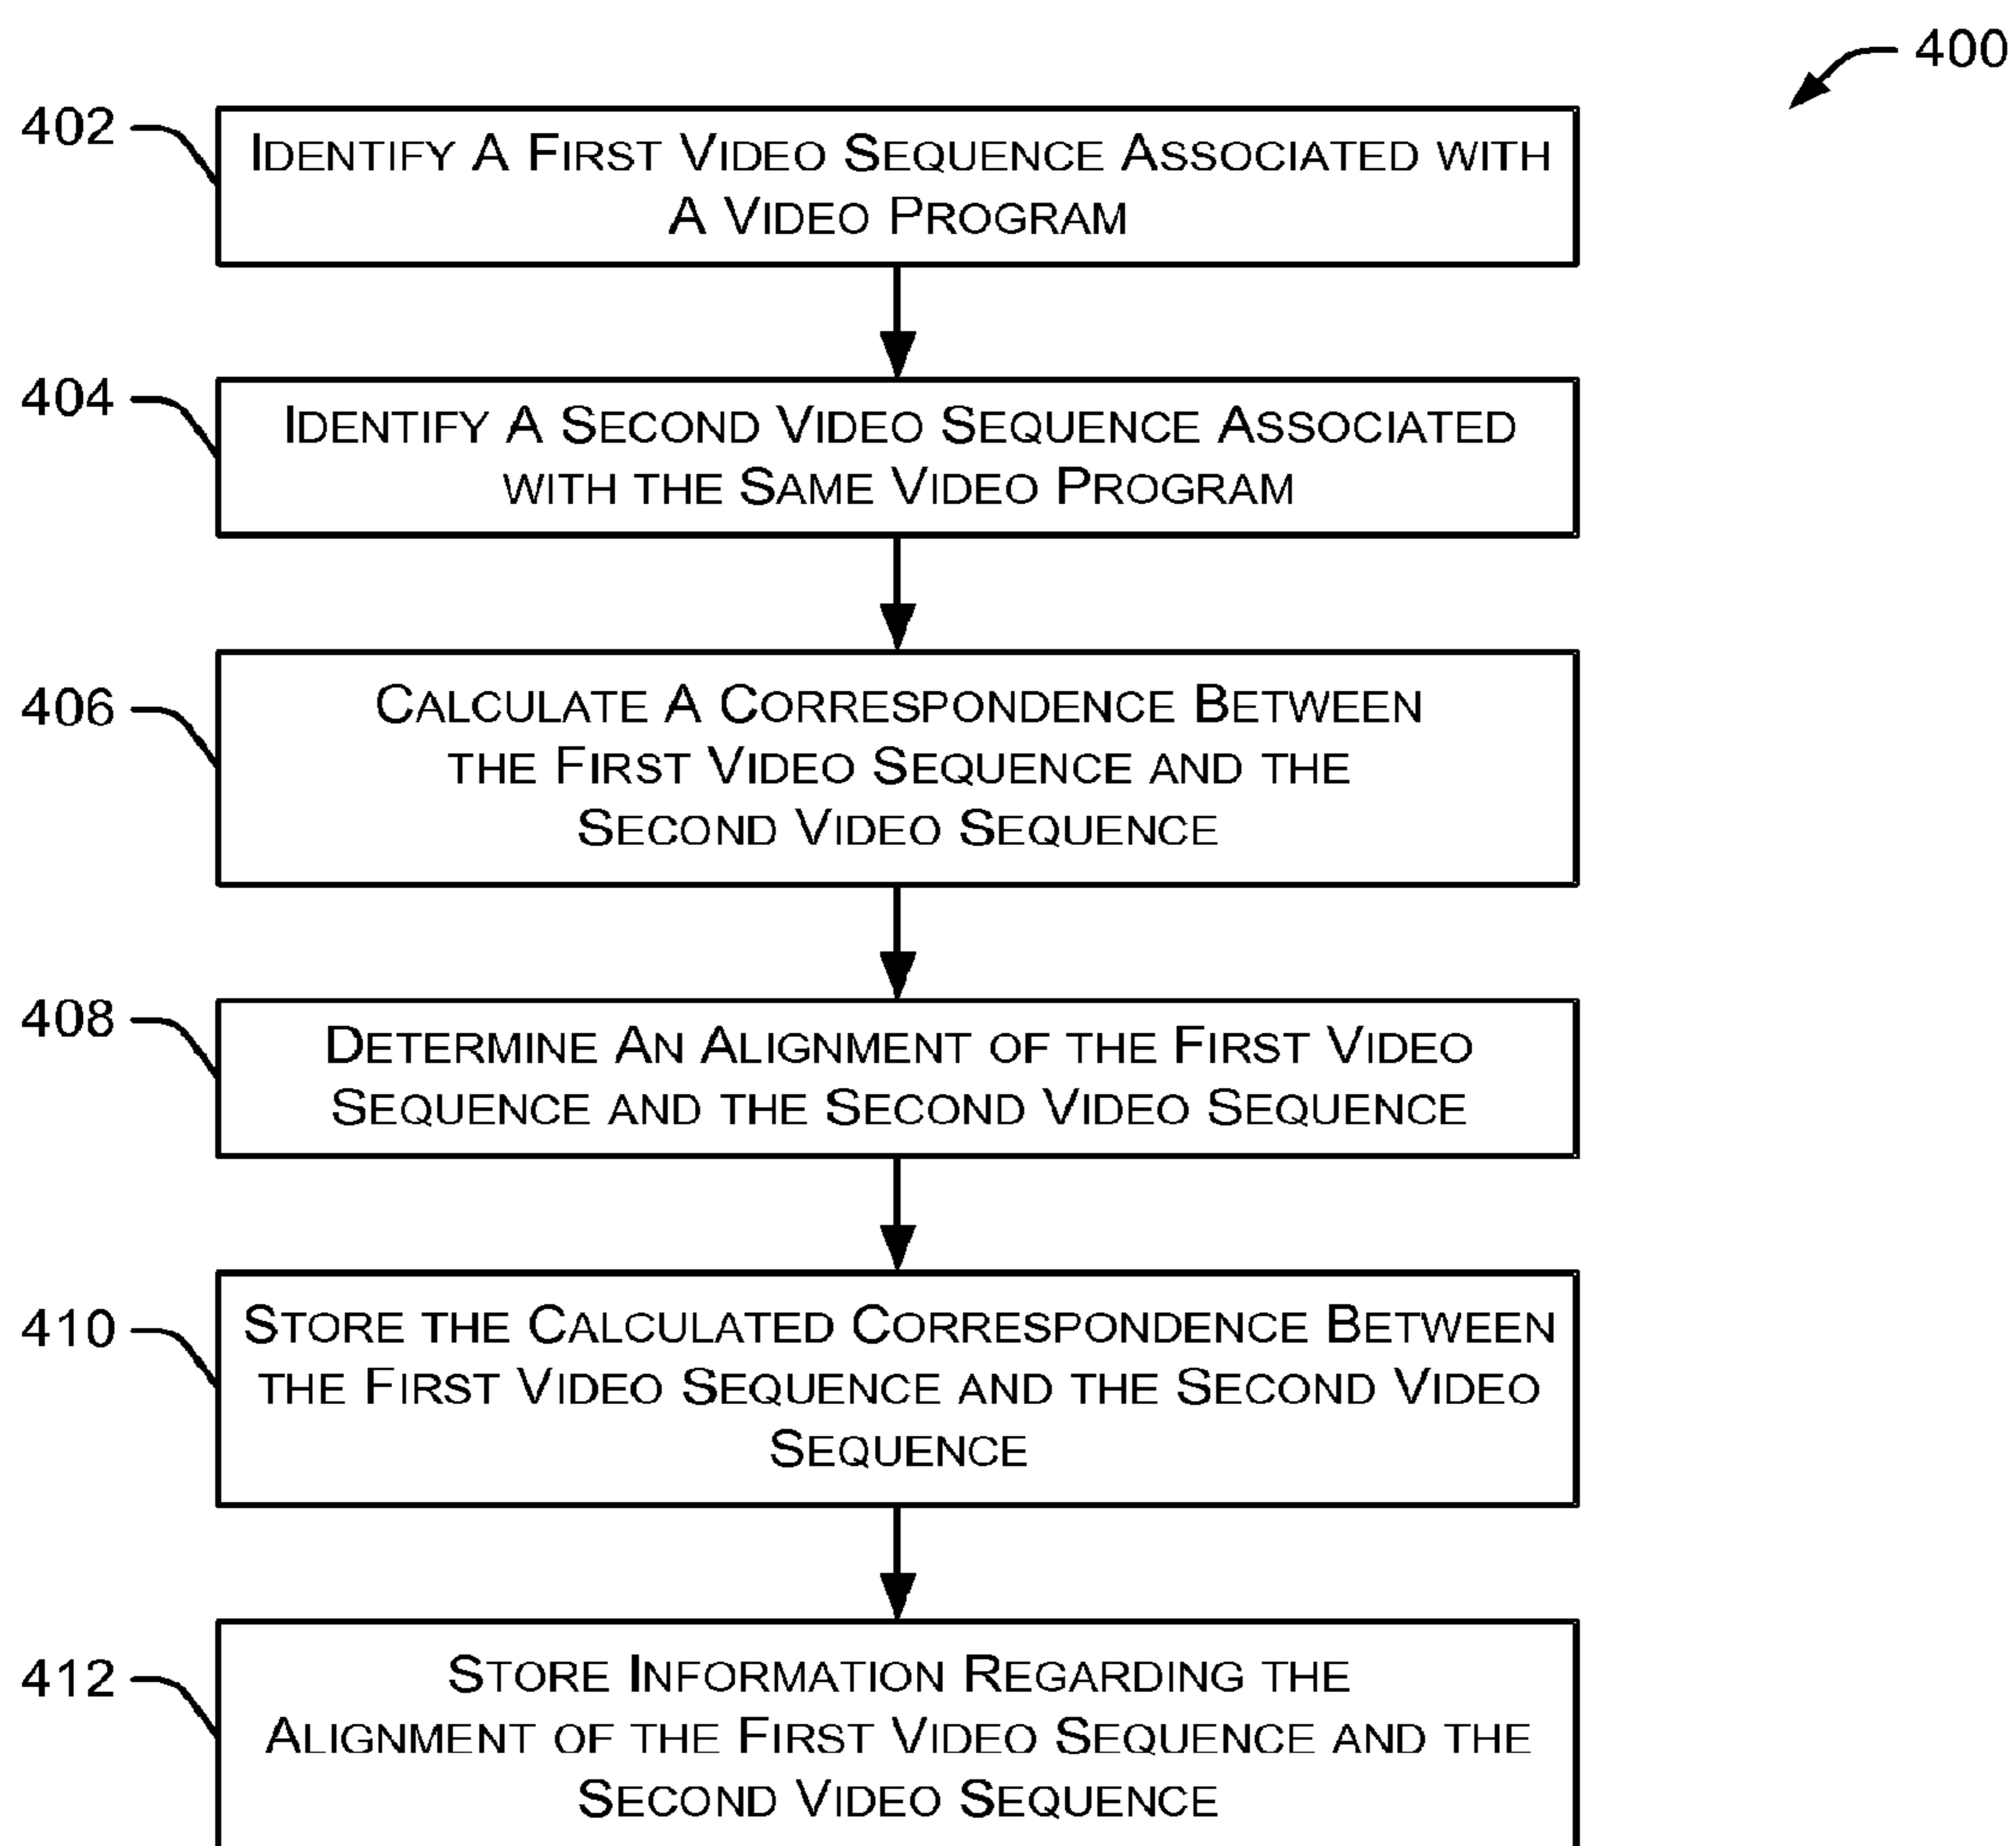 400
402
IDENTIFY A FIRST VIDEO SEQUENCE ASSOCIATED WITH
A VIDEO PROGRAM
404
IDENTIFY A SECOND VIDEO SEQUENCE ASSOCIATED
WITH THE SAME VIDEO PROGRAM
406
CALCULATE A CORRESPONDENCE BETWEEN
THE FIRST VIDEO SEQUENCE AND THE
SECOND VIDEO SEQUENCE
408
DETERMINE AN ALIGNMENT OF THE FIRST VIDEO
SEQUENCE AND THE SECOND VIDEO SEQUENCE
410
STORE THE CALCULATED CORRESPONDENCE BETWEEN
THE FIRST VIDEO SEQUENCE AND THE SECOND VIDEO
SEQUENCE
412
STORE INFORMATION REGARDING THE
ALIGNMENT OF THE FIRST VIDEO SEQUENCE AND THE
SECOND VIDEO SEQUENCE